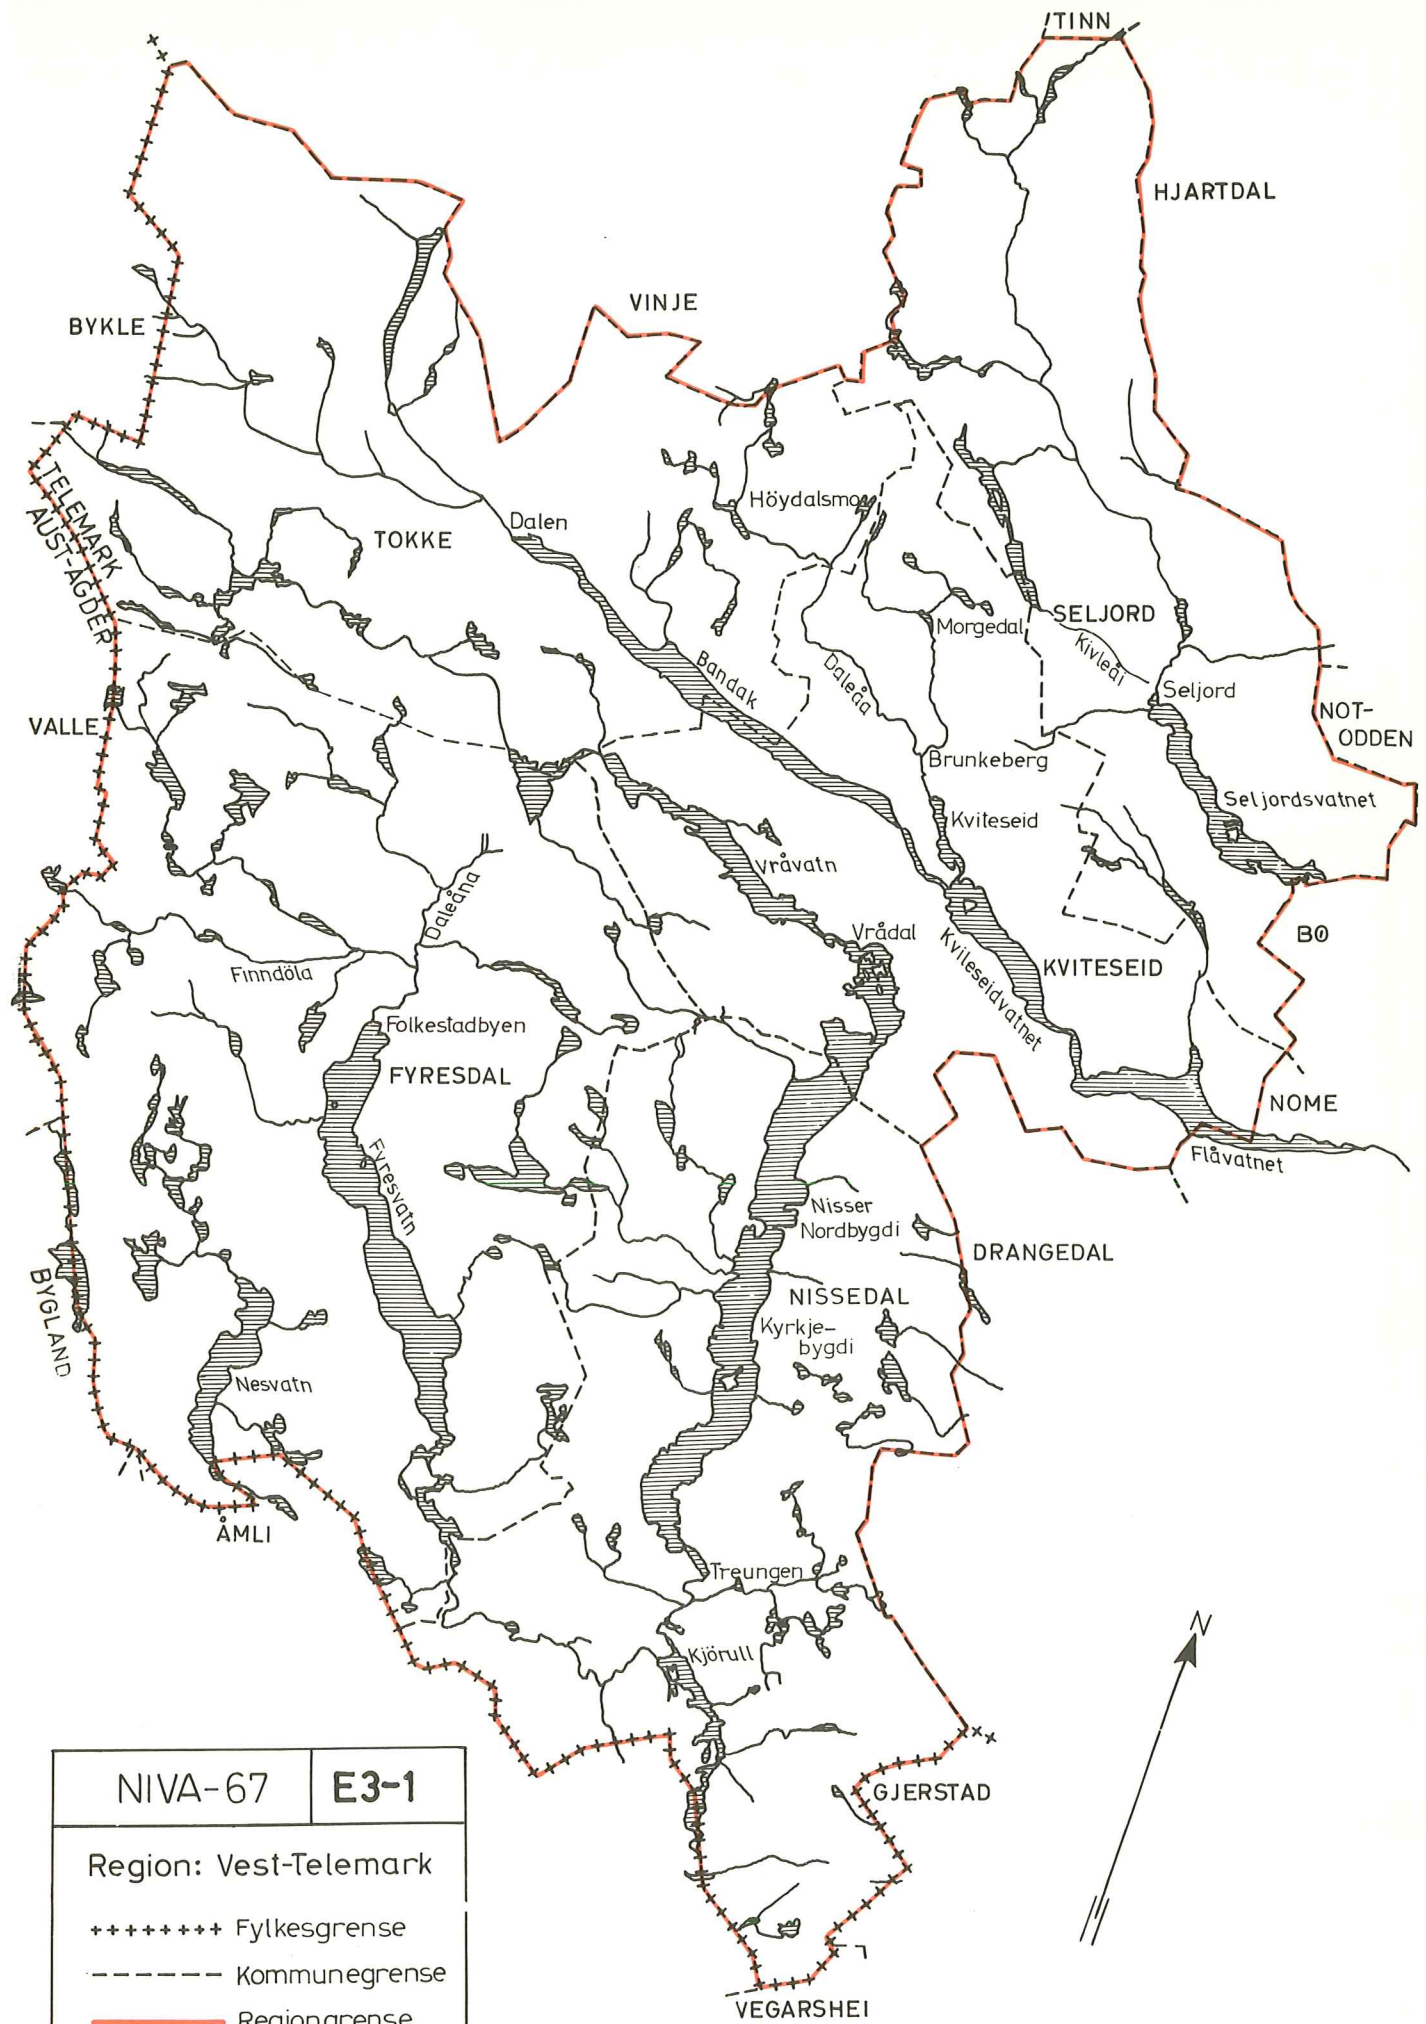 TINN
HJARTDAL
VINJE
BYKLE
TELEMARK
AUST-AGDER
Höydalsmo
Dalen
TOKKE
SELJORD
Morgedal
Kivleåi
Bandak
Daleåa
Seljord
VALLE
NOT-
ODDEN
Brunkeberg
Seljordsvatnet
Kviteseid
Vråvatn
Daleåna
Vrådal
BØ
Finndöla
Kvileseidvatnet
KVITESEID
Folkestadbyen
FYRESDAL
NOME
Flåvatnet
Fyresvatn
Nisser
Nordbygdi
DRANGEDAL
BYGLAND
NISSEDAL
Kyrkje-
bygdi
Nesvatn
ÅMLI
Treungen
N
Kjörull
GJERSTAD
NIVA-67 E3-1
Region: Vest-Telemark
Fylkesgrense
Kommunegrense
Regiongrense
VEGARSHEI